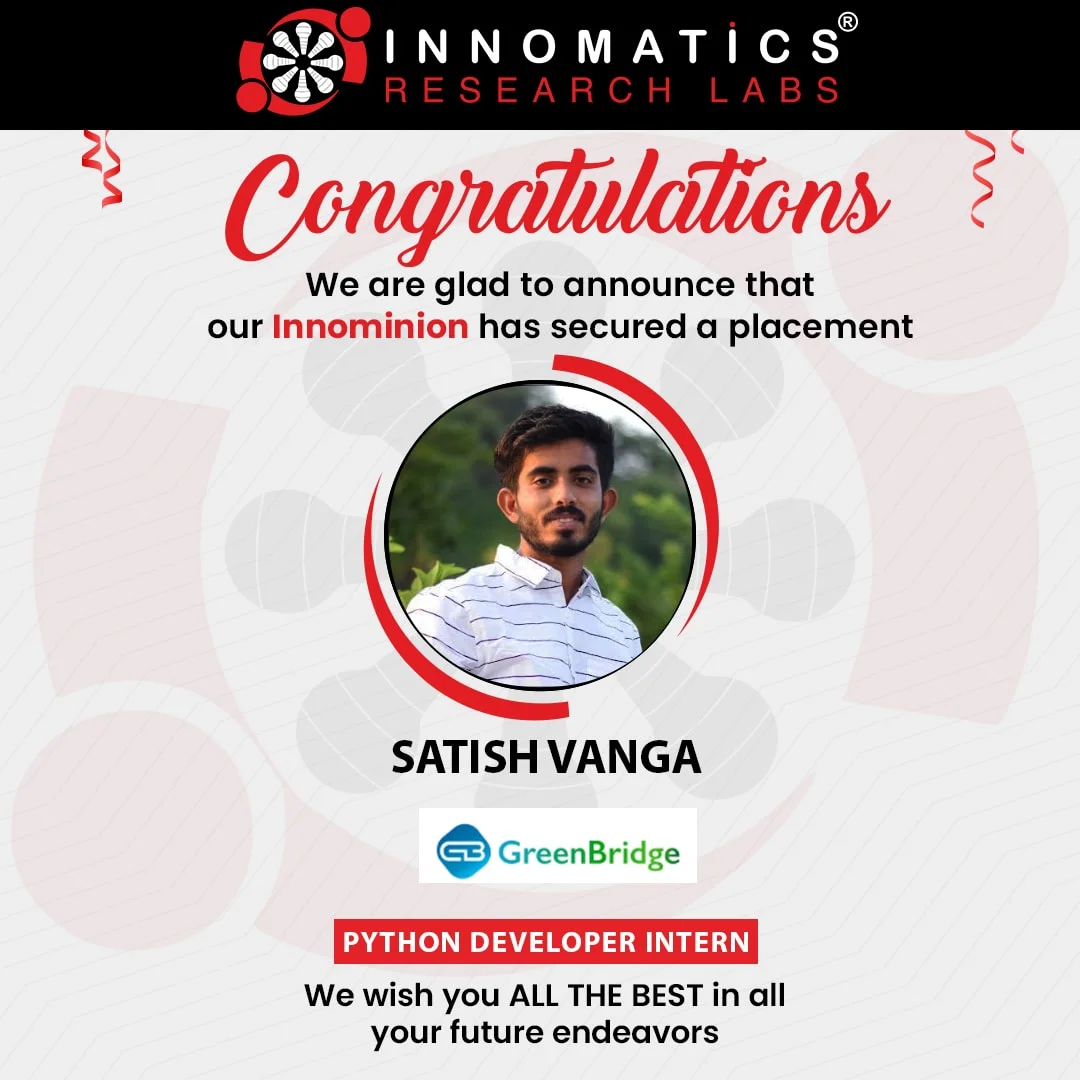 INNOMATICS®
RESEARCH LABS
Congratulations
We are glad to announce that
our Innominion has secured a placement
SATISH VANGA
GB GreenBridge
PYTHON DEVELOPER INTERN
We wish you ALL THE BEST in all
your future endeavors